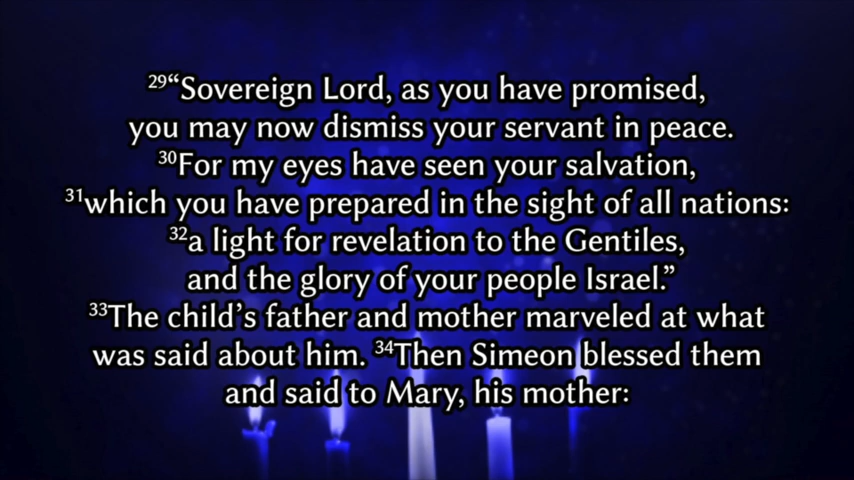 29“Sovereign Lord, as you have promised,
you may now dismiss your servant in peace.
30For my eyes have seen your salvation,
31which you have prepared in the sight of all nations:
32a light for revelation to the Gentiles,
and the glory of your people Israel.”
33The child’s father and mother marveled at what
was said about him. 34Then Simeon blessed them
and said to Mary, his mother: